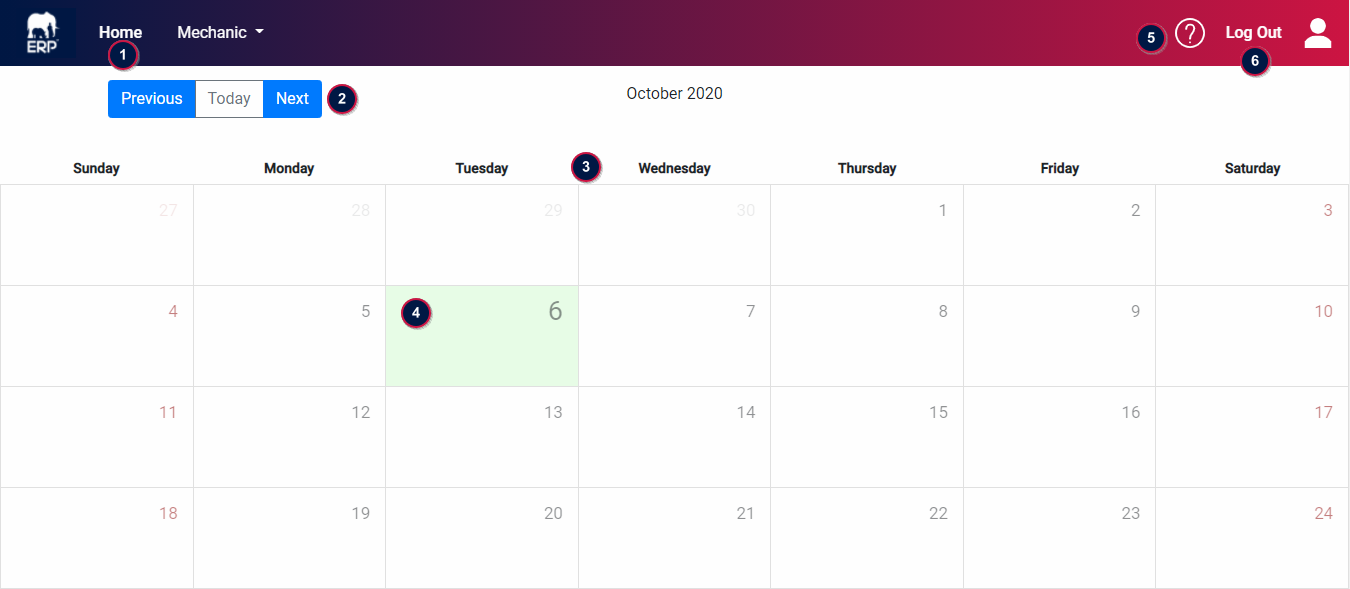 ERP
Home Mechanic 5 ? Log Out
1 6
Previous Today Next 2 October 2020
Sunday Monday Tuesday 3 Wednesday Thursday Friday Saturday
27 28 29 30 1 2 3
4 5 4 6 7 8 9 10
11 12 13 14 15 16 17
18 19 20 21 22 23 24